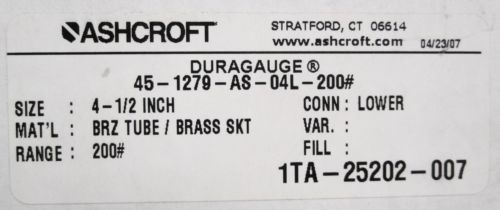 ASHCROFT
STRATFORD, CT 06614
www.ashcroft.com 04/23/07
DURAGAUGE®
45-1279-AS-04L-200#
SIZE : 4-1/2 INCH CONN: LOWER
MAT'L : BRZ TUBE / BRASS SKT VAR. :
RANGE : 200# FILL :
1TA-25202-007